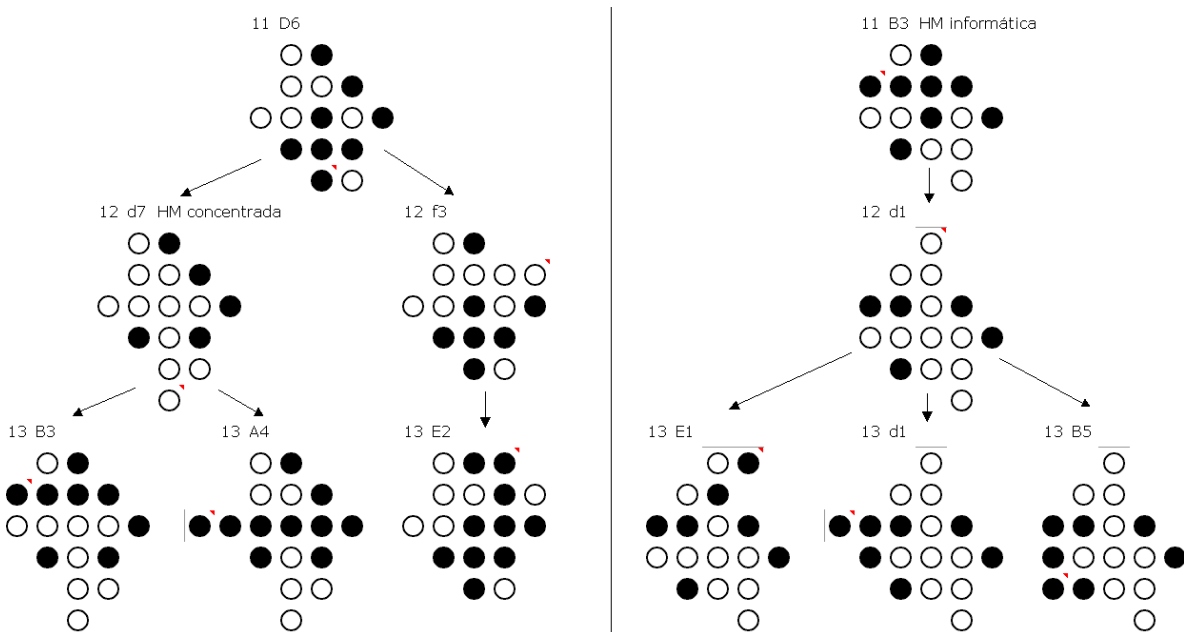 11 D6
11 B3 HM informática
12 d7 HM concentrada
12 f3
12 d1
13 B3
13 A4
13 E2
13 E1
13 d1
13 B5